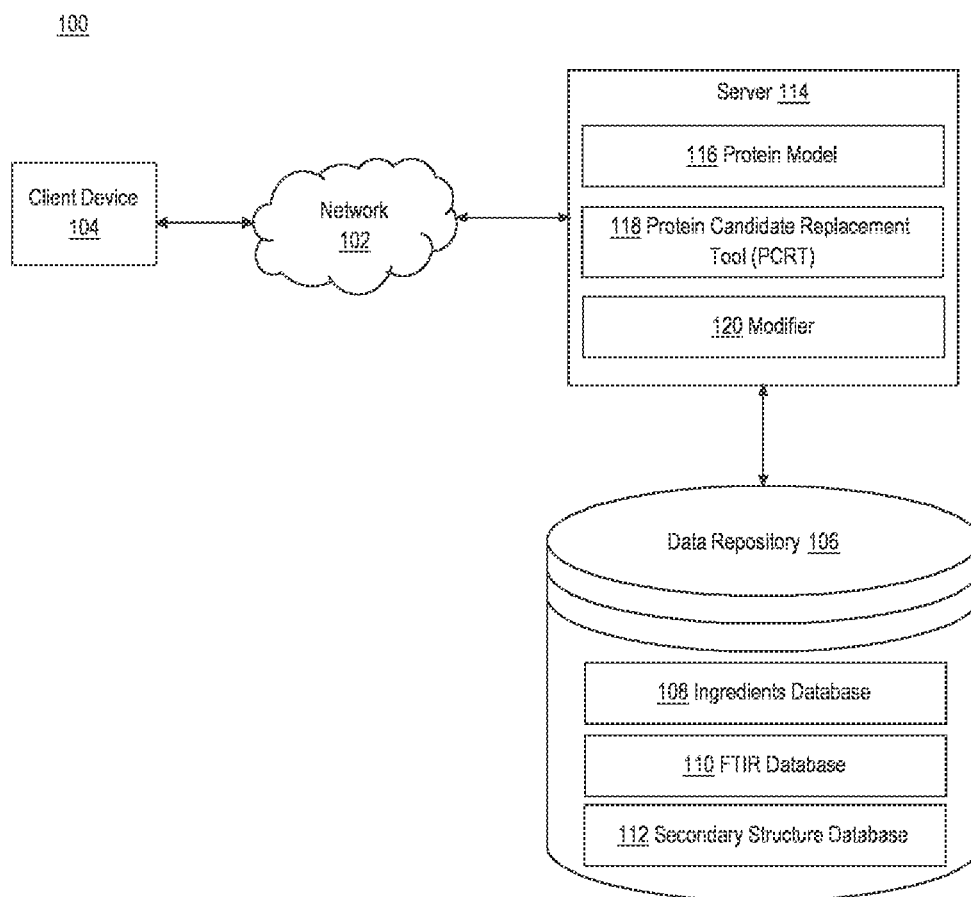 100
Server 114
116 Protein Model
Client Device
104
Network
102
118 Protein Candidate Replacement
Tool (PCRT)
120 Modifier
Data Repository 106
108 Ingredients Database
110 FTIR Database
112 Secondary Structure Database